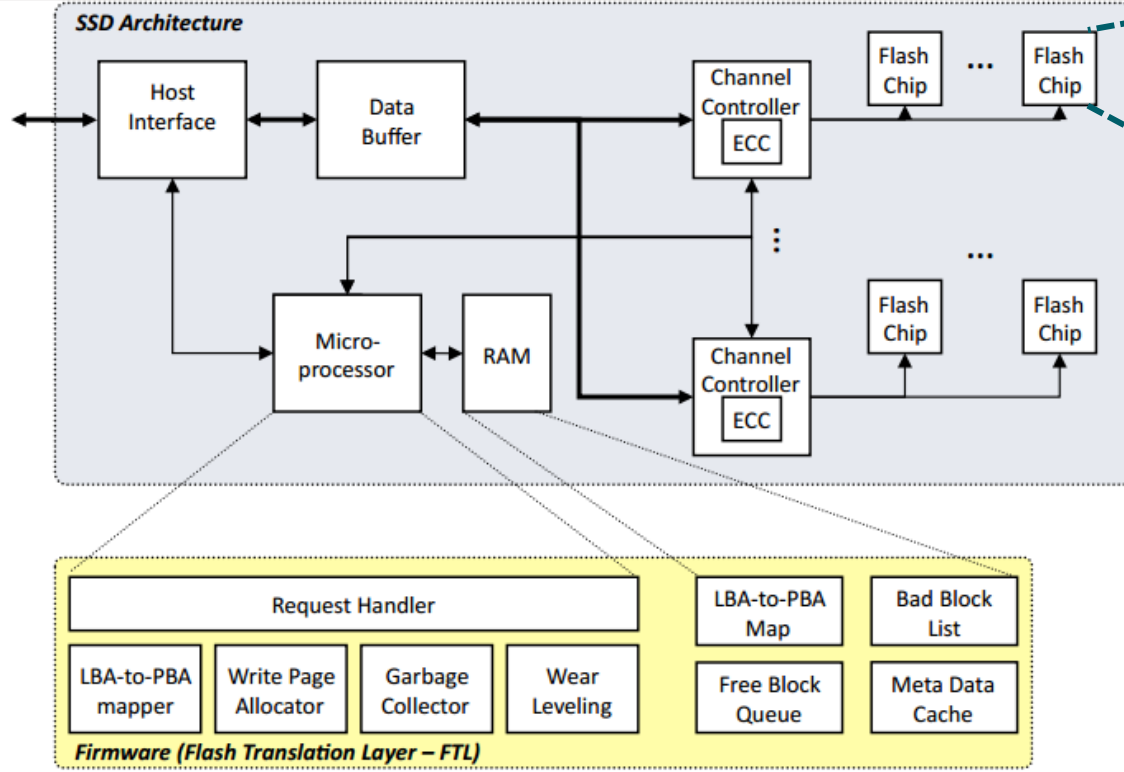 SSD Architecture
Host
Interface
Data
Buffer
Channel
Controller
ECC
Flash
Chip
...
Flash
Chip
...
...
Flash
Chip
Flash
Chip
Micro-
processor
RAM
Channel
Controller
ECC
Request Handler
LBA-to-PBA
mapper
Write Page
Allocator
Garbage
Collector
Wear
Leveling
LBA-to-PBA
Map
Bad Block
List
Free Block
Queue
Meta Data
Cache
Firmware (Flash Translation Layer – FTL)